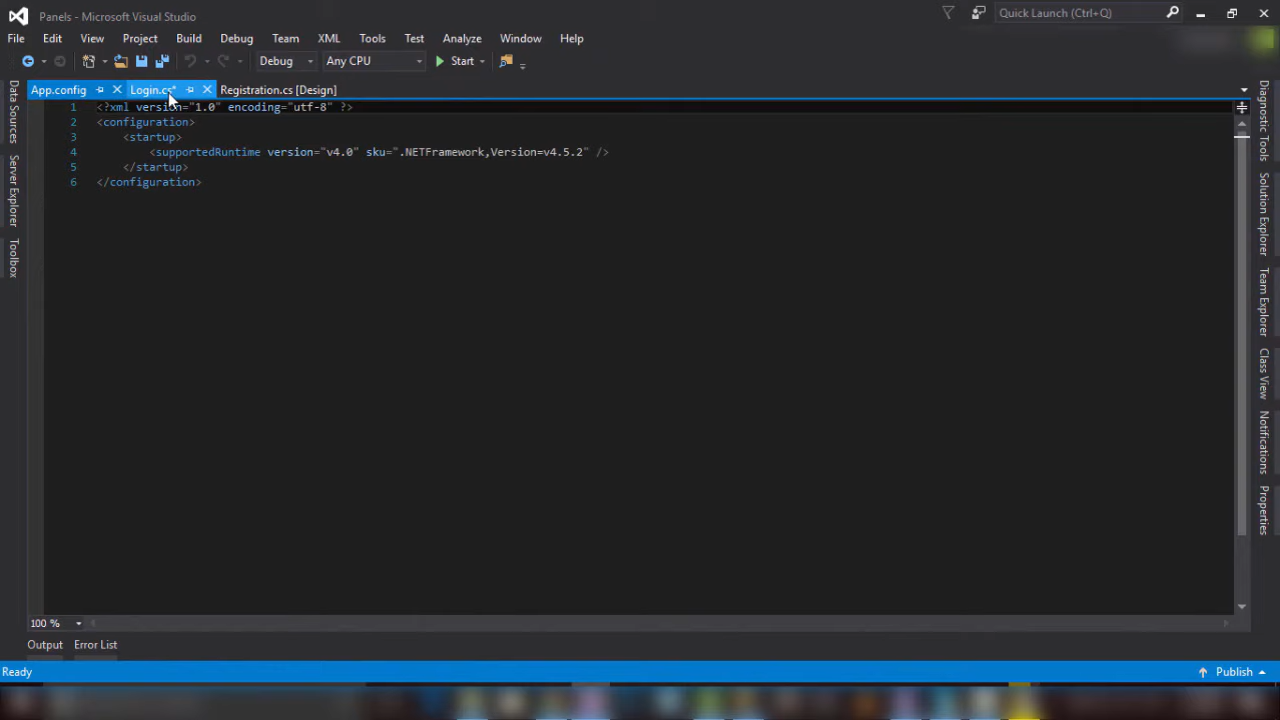 Panels - Microsoft Visual Studio
Quick Launch (Ctrl+Q)
File Edit View Project Build Debug Team XML Tools Test Analyze Window Help
Debug Any CPU Start
App.config Login.cs* Registration.cs [Design]
1 <?xml version="1.0" encoding="utf-8" ?>
2 <configuration>
3 <startup>
4 <supportedRuntime version="v4.0" sku=".NETFramework,Version=v4.5.2" />
5 </startup>
6 </configuration>
Data Sources
Server Explorer
Toolbox
Diagnostic Tools
Solution Explorer
Team Explorer
Class View
Notifications
Properties
100 %
Output Error List
Ready
Publish